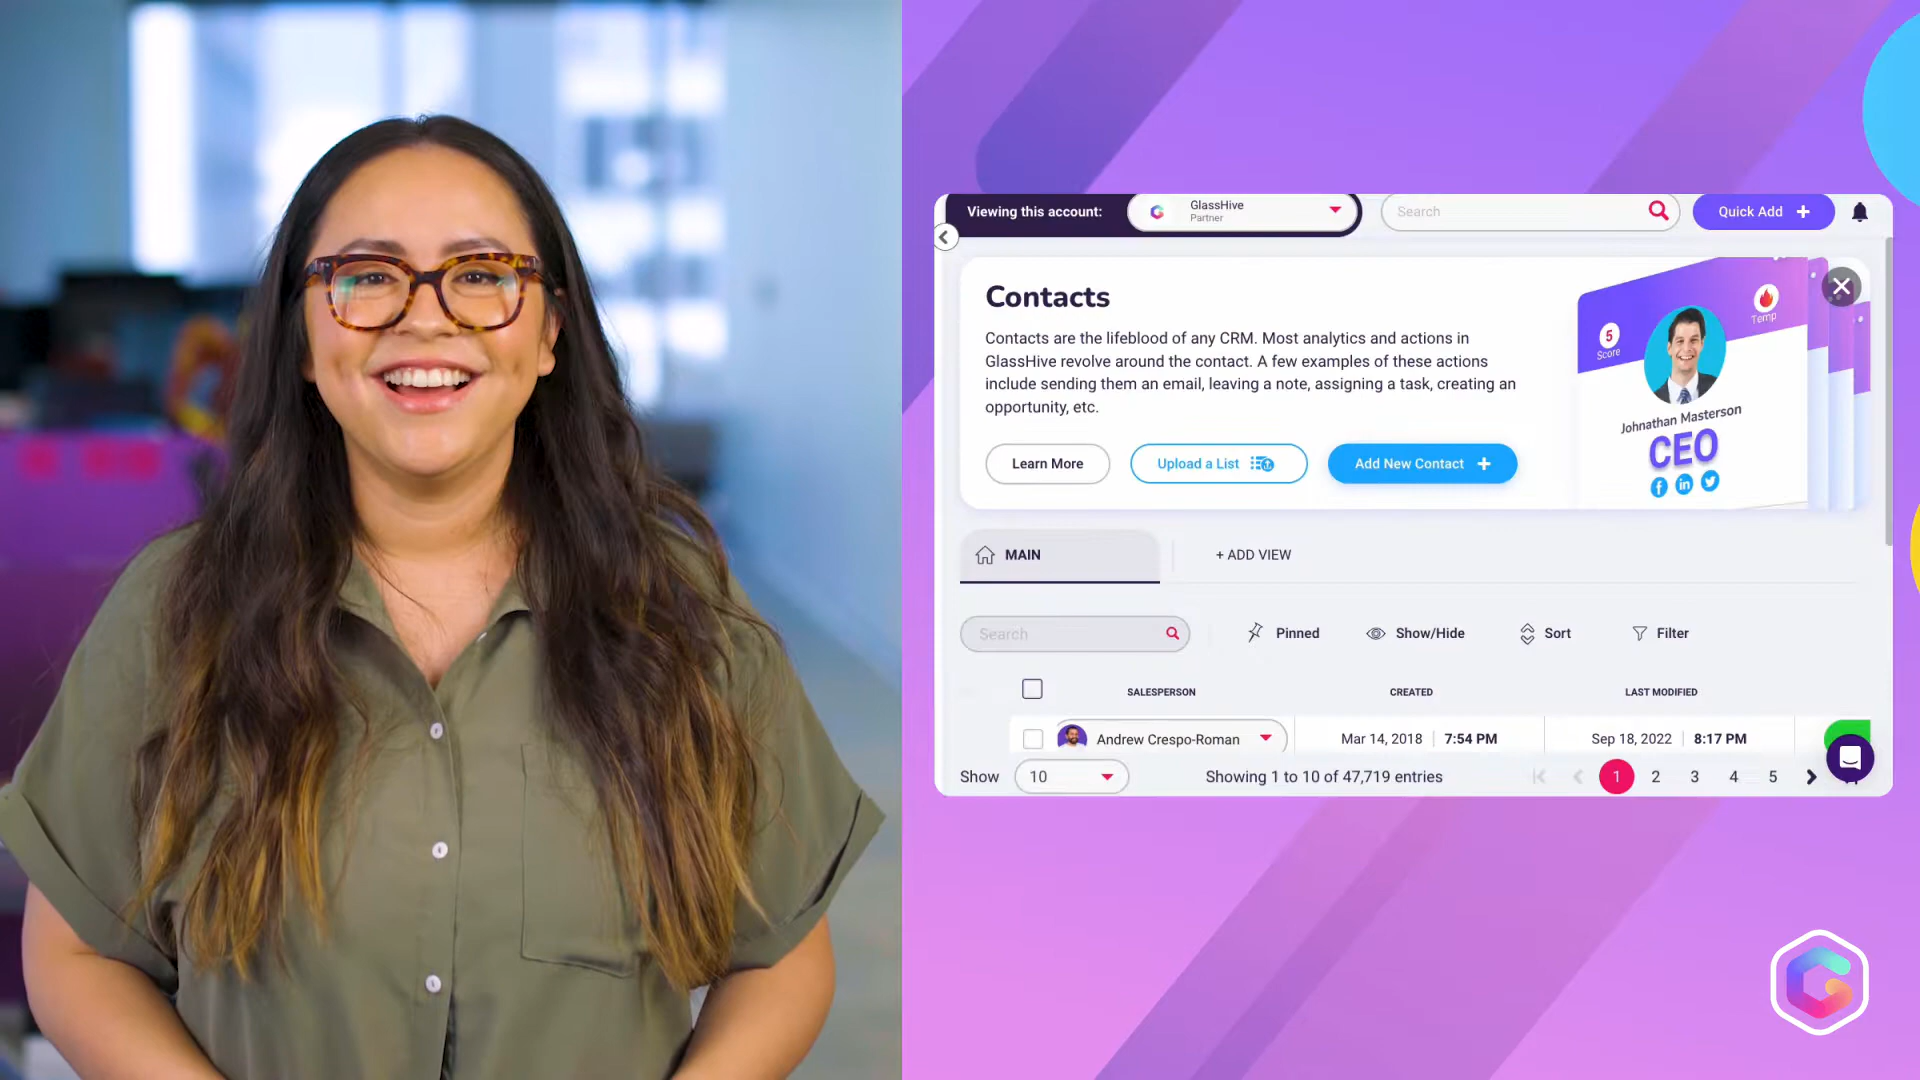 Viewing this account:
GlassHive
Partner
Search
Quick Add +
Contacts
Contacts are the lifeblood of any CRM. Most analytics and actions in
GlassHive revolve around the contact. A few examples of these actions
include sending them an email, leaving a note, assigning a task, creating an
opportunity, etc.
Learn More
Upload a List
Add New Contact +
5
Score
Temp
Johnathan Masterson
CEO
MAIN
+ ADD VIEW
Search
Pinned
Show/Hide
Sort
Filter
SALESPERSON
CREATED
LAST MODIFIED
Andrew Crespo-Roman
Mar 14, 2018 | 7:54 PM
Sep 18, 2022 | 8:17 PM
Show 10
Showing 1 to 10 of 47,719 entries
1 2 3 4 5